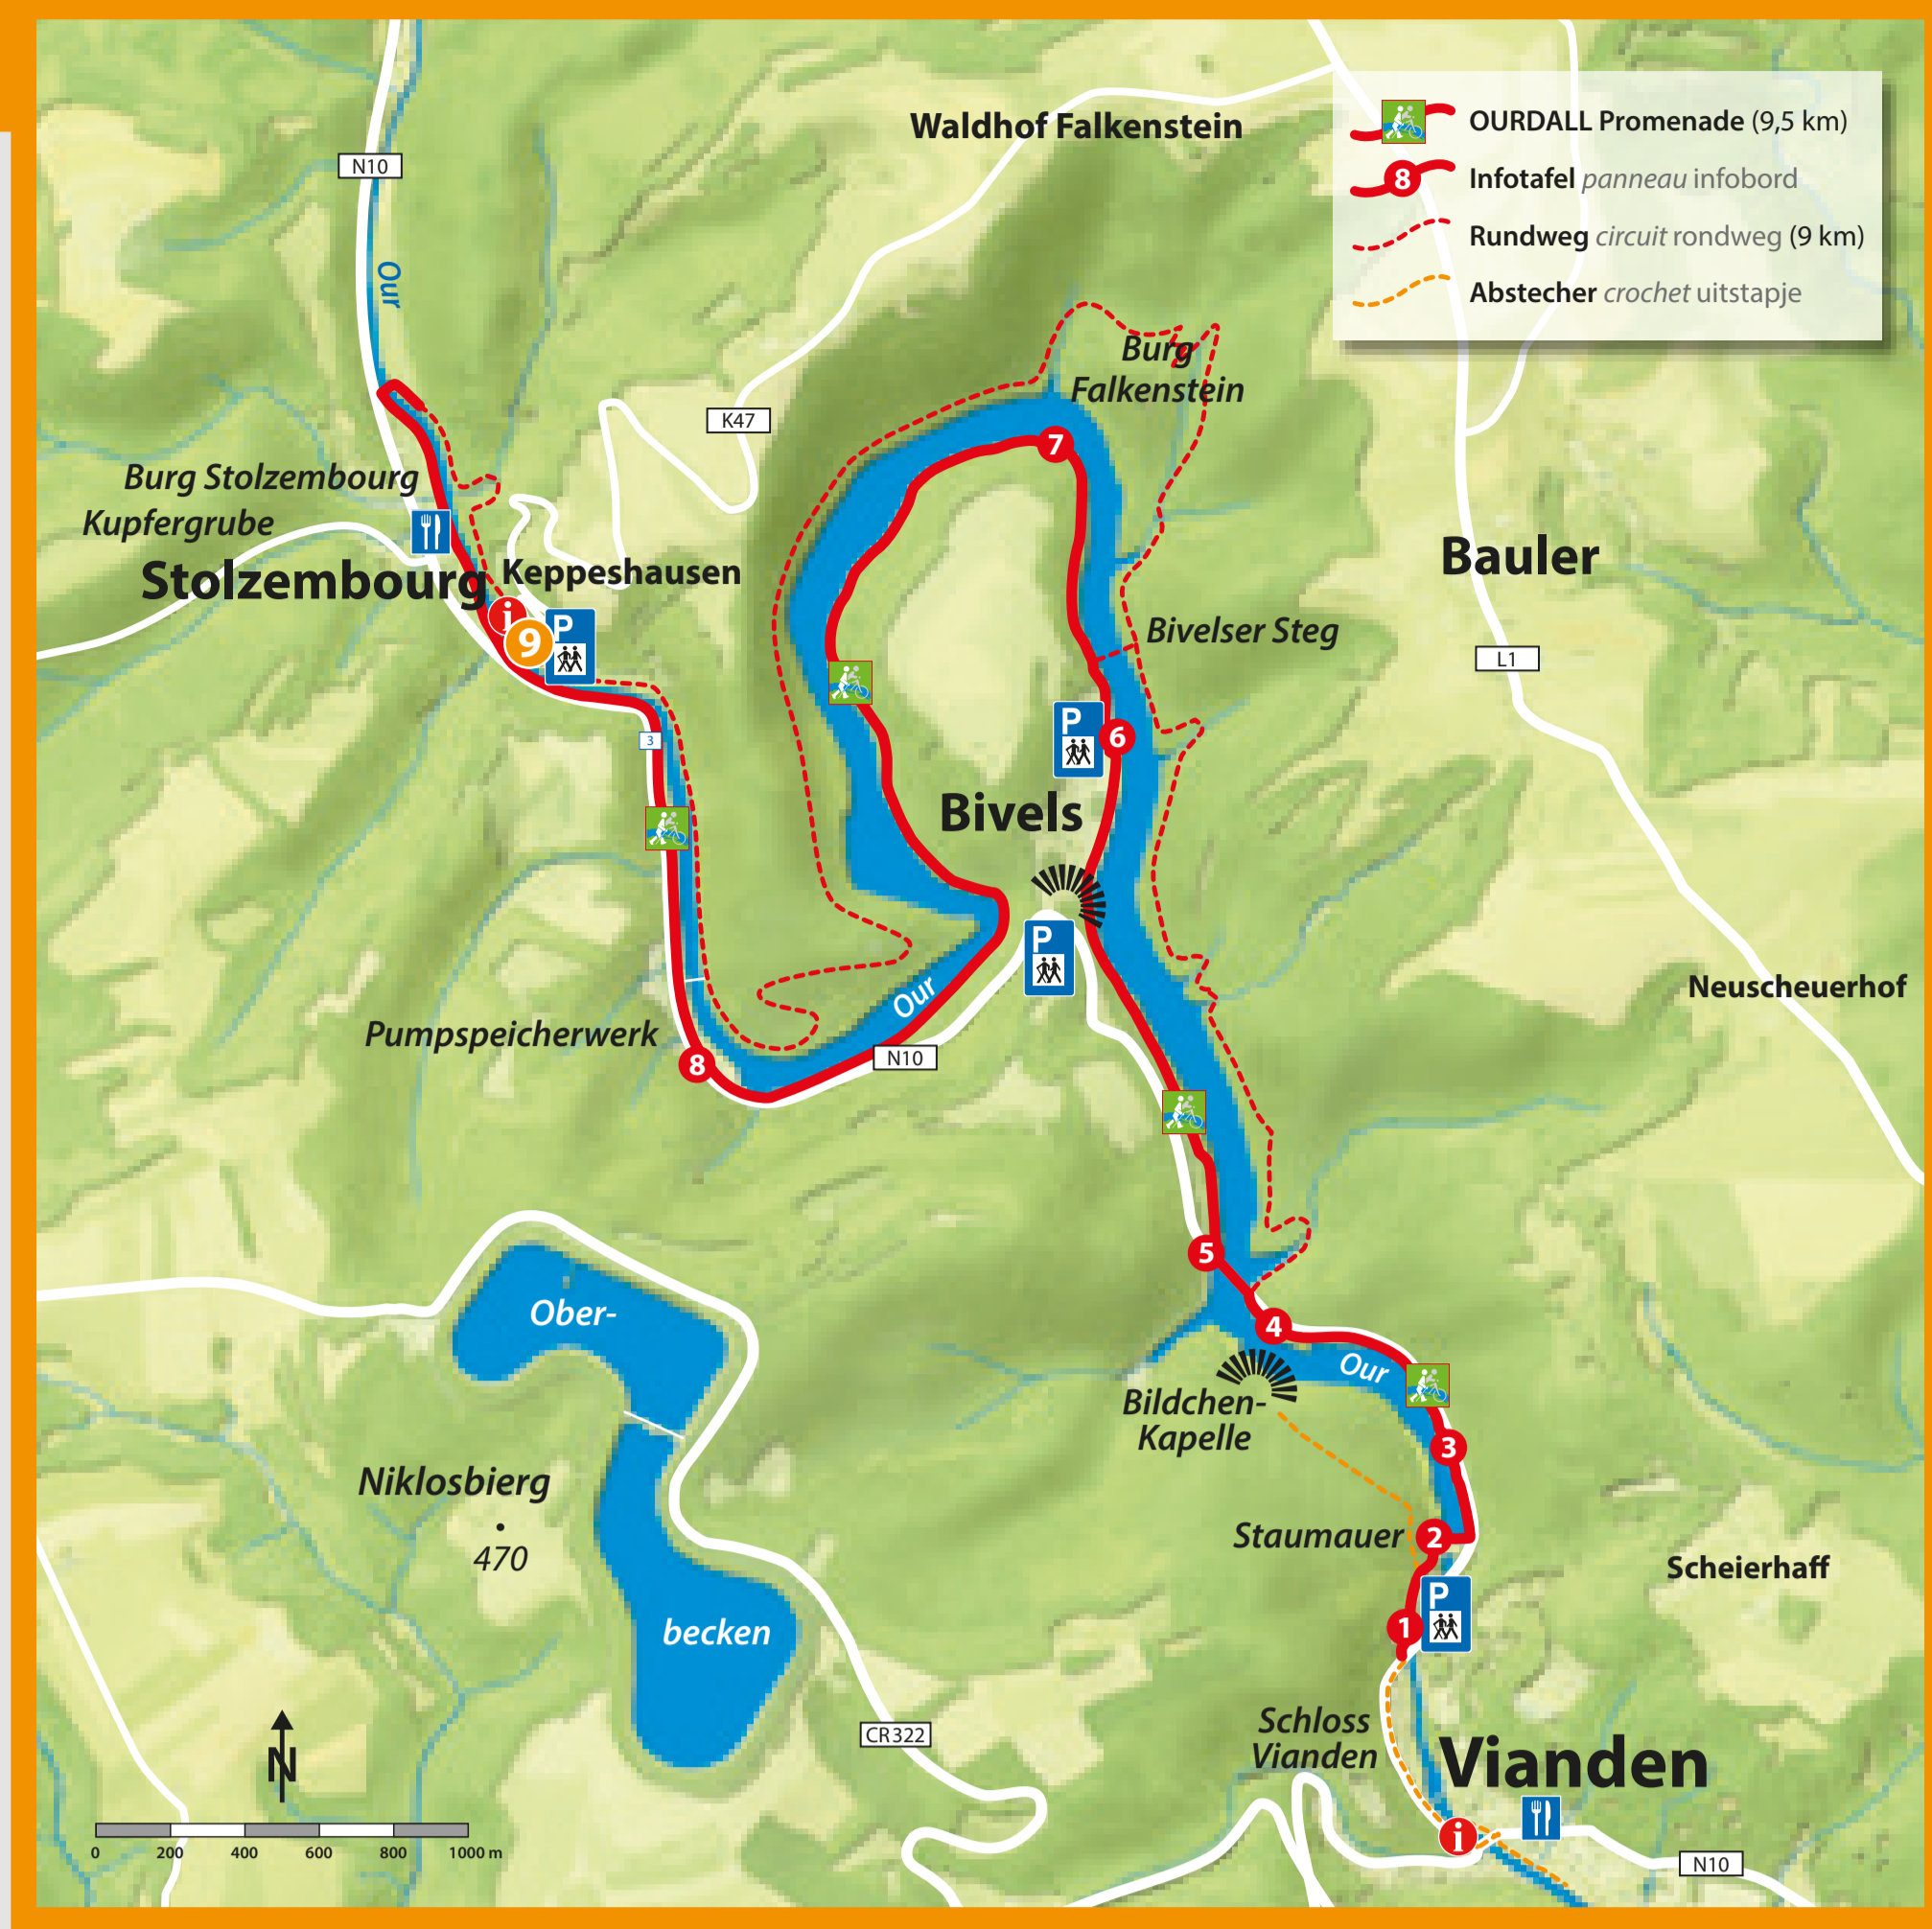 OURDALL Promenade (9,5 km)
8 Infotafel panneau infobord
Rundweg circuit rondweg (9 km)
Abstecher crochet uitstapje
Waldhof Falkenstein
N10
Our
Burg
Falkenstein
K47
7
Burg Stolzembourg
Kupfergrube
Stolzembourg
Keppeshausen
Bauler
i
9
P
Bivelser Steg
L1
3
P
6
Bivels
P
Neuscheuerhof
Our
Pumpspeicherwerk
N10
8
5
Ober-
4
Our
Bildchen-
Kapelle
3
Niklosbierg
470
Staumauer
2
Scheierhaff
P
1
becken
CR322
Schloss
Vianden
Vianden
N
i
N10
0 200 400 600 800 1000 m